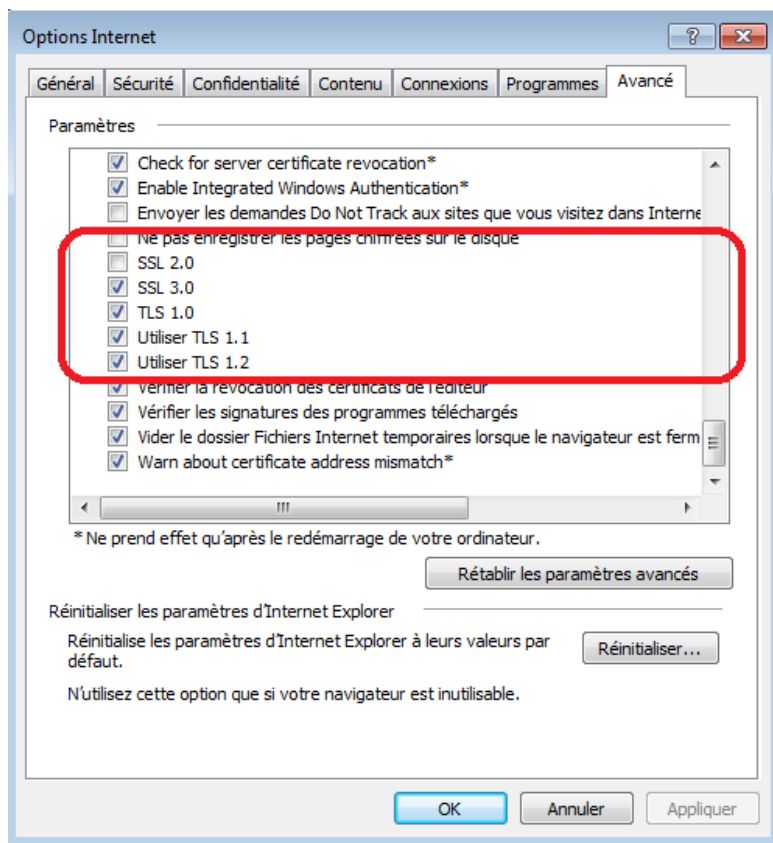 Options Internet
Général Sécurité Confidentialité Contenu Connexions Programmes Avancé
Paramètres
Check for server certificate revocation*
Enable Integrated Windows Authentication*
Envoyer les demandes Do Not Track aux sites que vous visitez dans Interne
Ne pas enregistrer les pages chiffrées sur le disque
SSL 2.0
SSL 3.0
TLS 1.0
Utiliser TLS 1.1
Utiliser TLS 1.2
Vérifier la révocation des certificats de l'éditeur
Vérifier les signatures des programmes téléchargés
Vider le dossier Fichiers Internet temporaires lorsque le navigateur est ferm
Warn about certificate address mismatch*
* Ne prend effet qu'après le redémarrage de votre ordinateur.
Rétablir les paramètres avancés
Réinitialiser les paramètres d'Internet Explorer
Réinitialise les paramètres d'Internet Explorer à leurs valeurs par
défaut.
Réinitialiser...
N'utilisez cette option que si votre navigateur est inutilisable.
OK Annuler Appliquer